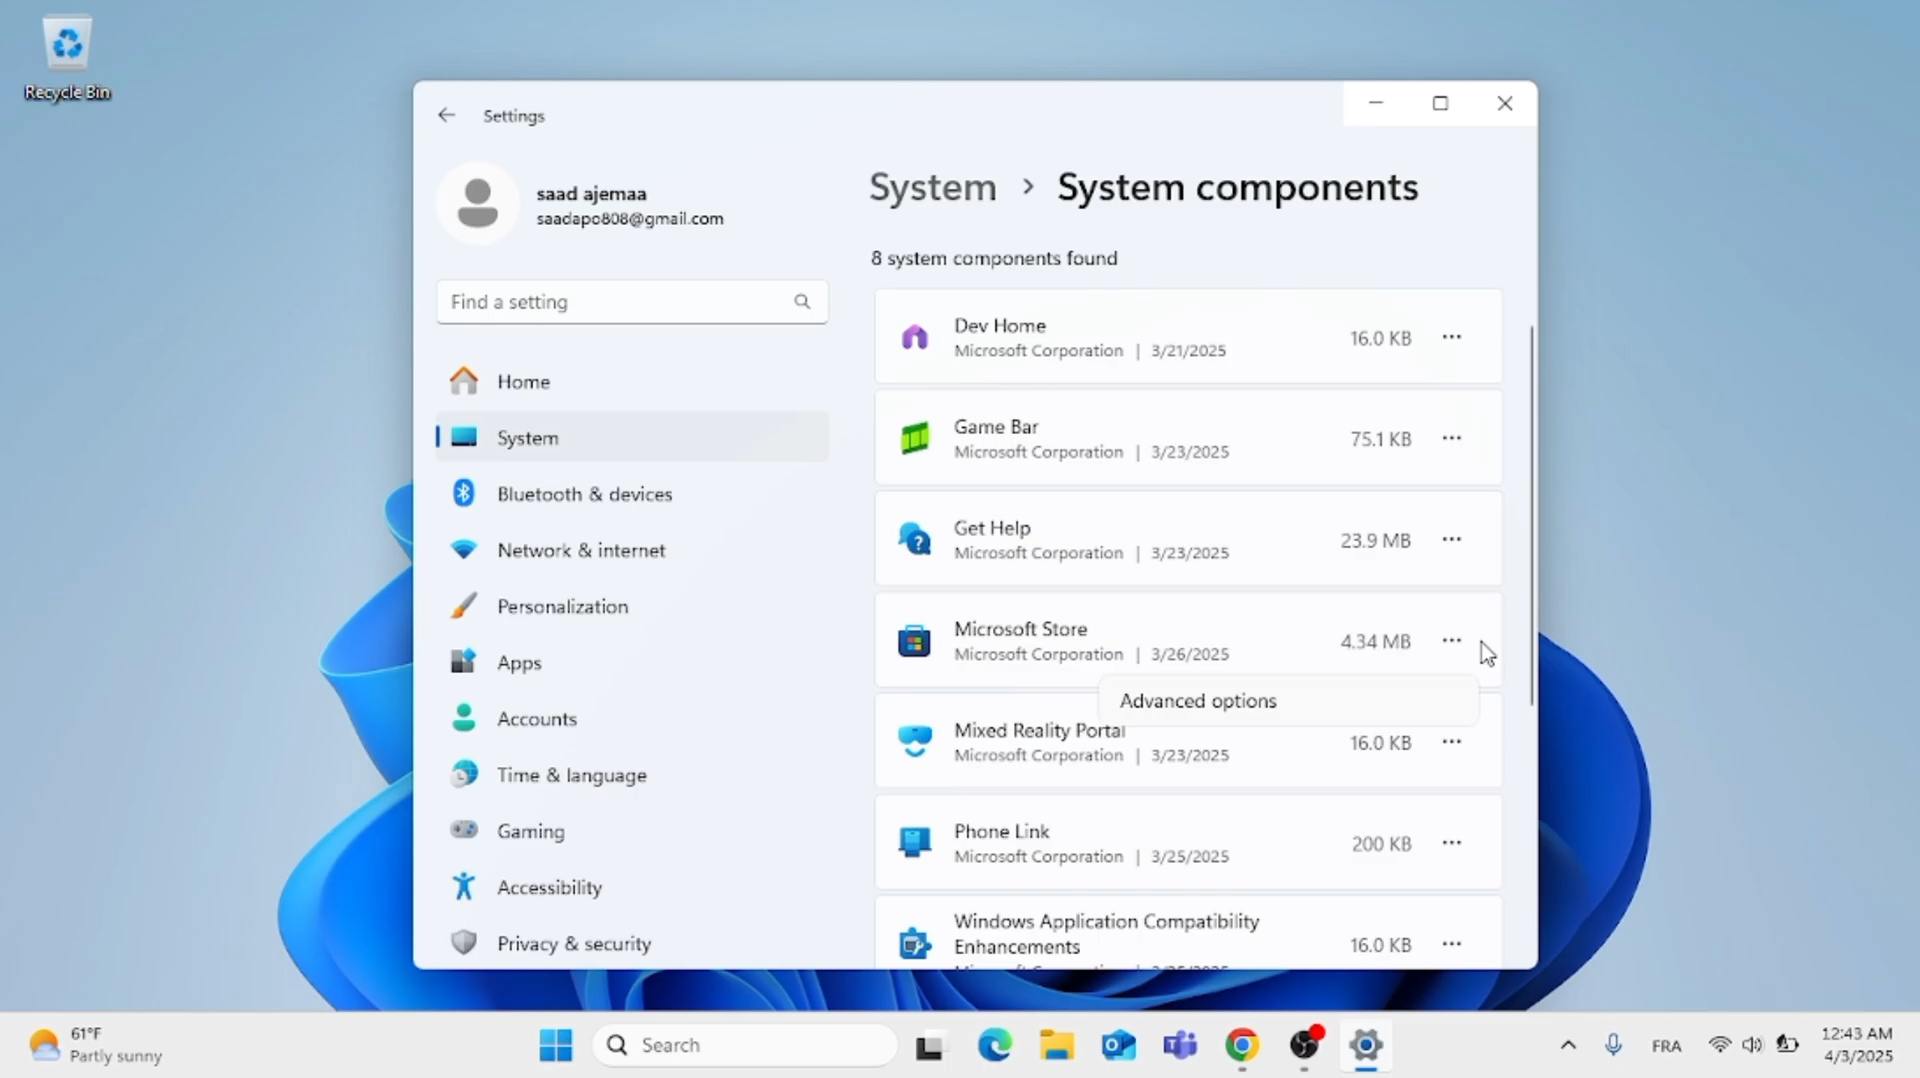 Recycle Bin
Settings
saad ajemaa
saadapo808@gmail.com
Find a setting
Home
System
Bluetooth & devices
Network & internet
Personalization
Apps
Accounts
Time & language
Gaming
Accessibility
Privacy & security
System > System components
8 system components found
Dev Home
Microsoft Corporation | 3/21/2025
16.0 KB
Game Bar
Microsoft Corporation | 3/23/2025
75.1 KB
Get Help
Microsoft Corporation | 3/23/2025
23.9 MB
Microsoft Store
Microsoft Corporation | 3/26/2025
4.34 MB
Advanced options
Mixed Reality Portal
Microsoft Corporation | 3/23/2025
16.0 KB
Phone Link
Microsoft Corporation | 3/25/2025
200 KB
Windows Application Compatibility
Enhancements
16.0 KB
61°F
Partly sunny
Search
FRA
12:43 AM
4/3/2025